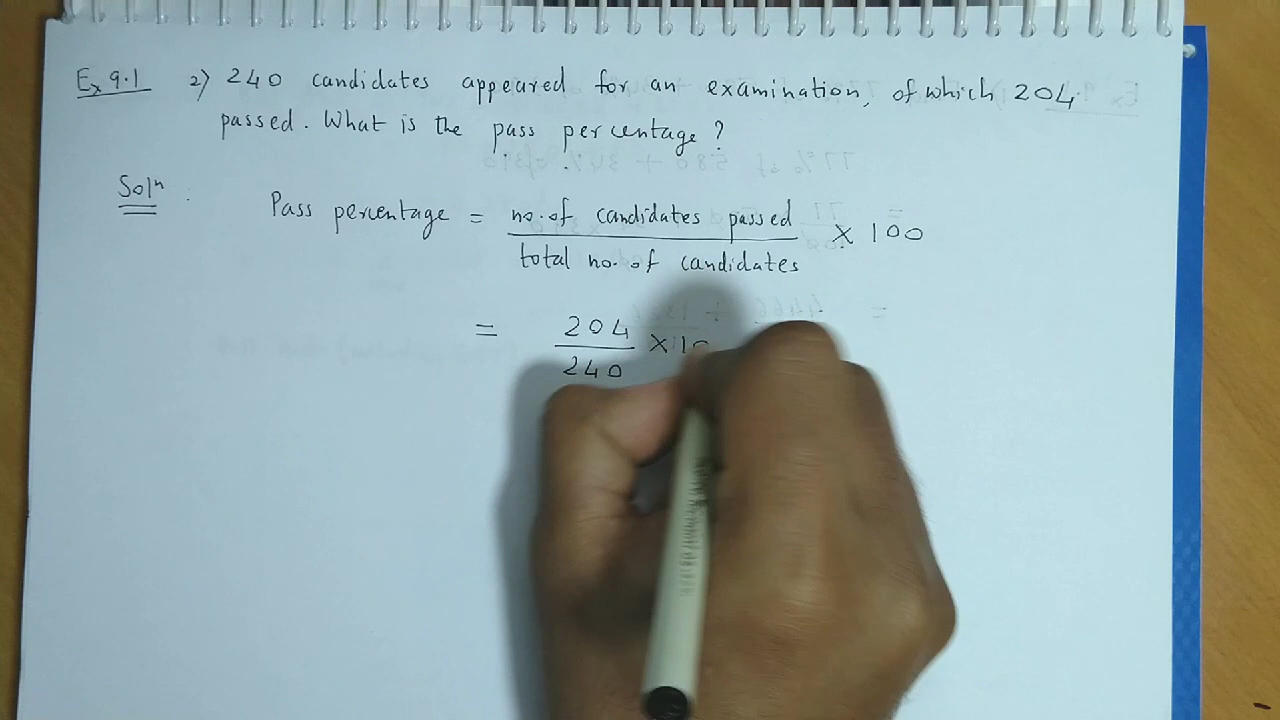 Ex 9.1 2) 240 candidates appeared for an examination, of which 204
passed. What is the pass percentage?
Solⁿ :
Pass percentage = no. of candidates passed / total no. of candidates × 100
= 204 / 240 × 10